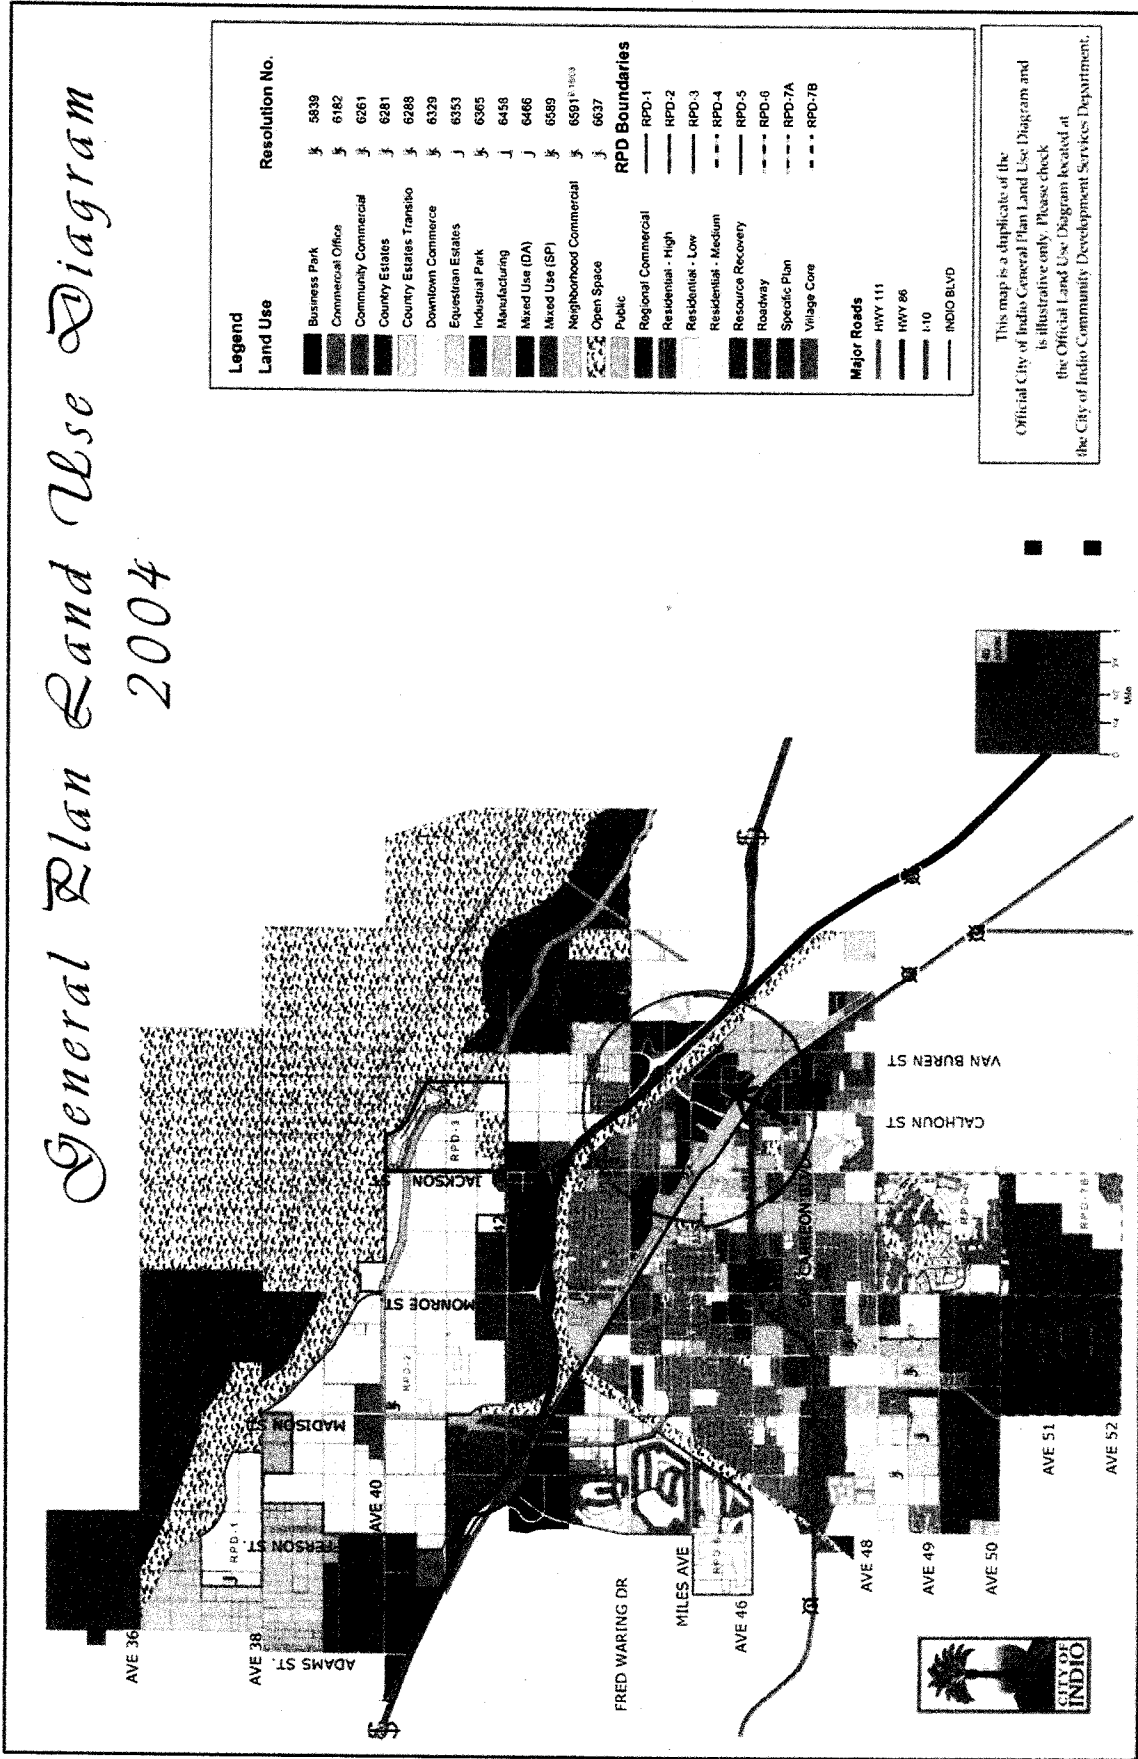 General Plan Land Use Diagram
2004
Legend
Land Use
Business Park
Commercial Office
Community Commercial
Country Estates
Country Estates Transitio
Downtown Commerce
Equestrian Estates
Industrial Park
Manufacturing
Mixed Use (DA)
Mixed Use (SP)
Neighborhood Commercial
Open Space
Public
Regional Commercial
Residential - High
Residential - Low
Residential - Medium
Resource Recovery
Roadway
Specific Plan
Village Core
Resolution No.
5839
6182
6261
6281
6288
6329
6353
6365
6458
6466
6589
6591
6637
RPD Boundaries
RPD-1
RPD-2
RPD-3
RPD-4
RPD-5
RPD-6
RPD-7A
RPD-7B
Major Roads
HWY 111
HWY 86
I-10
INDIO BLVD
This map is a duplicate of the
Official City of Indio General Plan Land Use Diagram and
is illustrative only. Please check
the Official Land Use Diagram located at
the City of Indio Community Development Services Department.
AVE 36
AVE 38
ADAMS ST.
RPD-1
AVE 40
MADISON ST
RPD-2
MONROE ST
JACKSON ST
RPD-3
42
FRED WARING DR
MILES AVE
AVE 46
AVE 48
AVE 49
AVE 50
AVE 51
AVE 52
CALHOUN ST
VAN BUREN ST
RPD-7B
Mile
CITY OF
INDIO